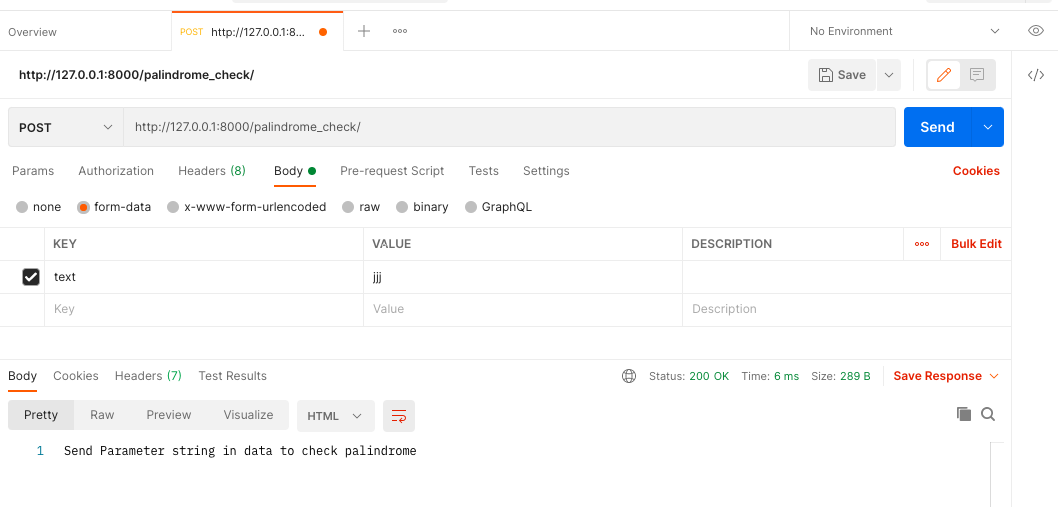 Overview
POST http://127.0.0.1:8...
No Environment
http://127.0.0.1:8000/palindrome_check/
Save
POST
http://127.0.0.1:8000/palindrome_check/
Send
Params Authorization Headers (8) Body Pre-request Script Tests Settings Cookies
none form-data x-www-form-urlencoded raw binary GraphQL
KEY VALUE DESCRIPTION Bulk Edit
text jjj
Key Value Description
Body Cookies Headers (7) Test Results Status: 200 OK Time: 6 ms Size: 289 B Save Response
Pretty Raw Preview Visualize HTML
1 Send Parameter string in data to check palindrome